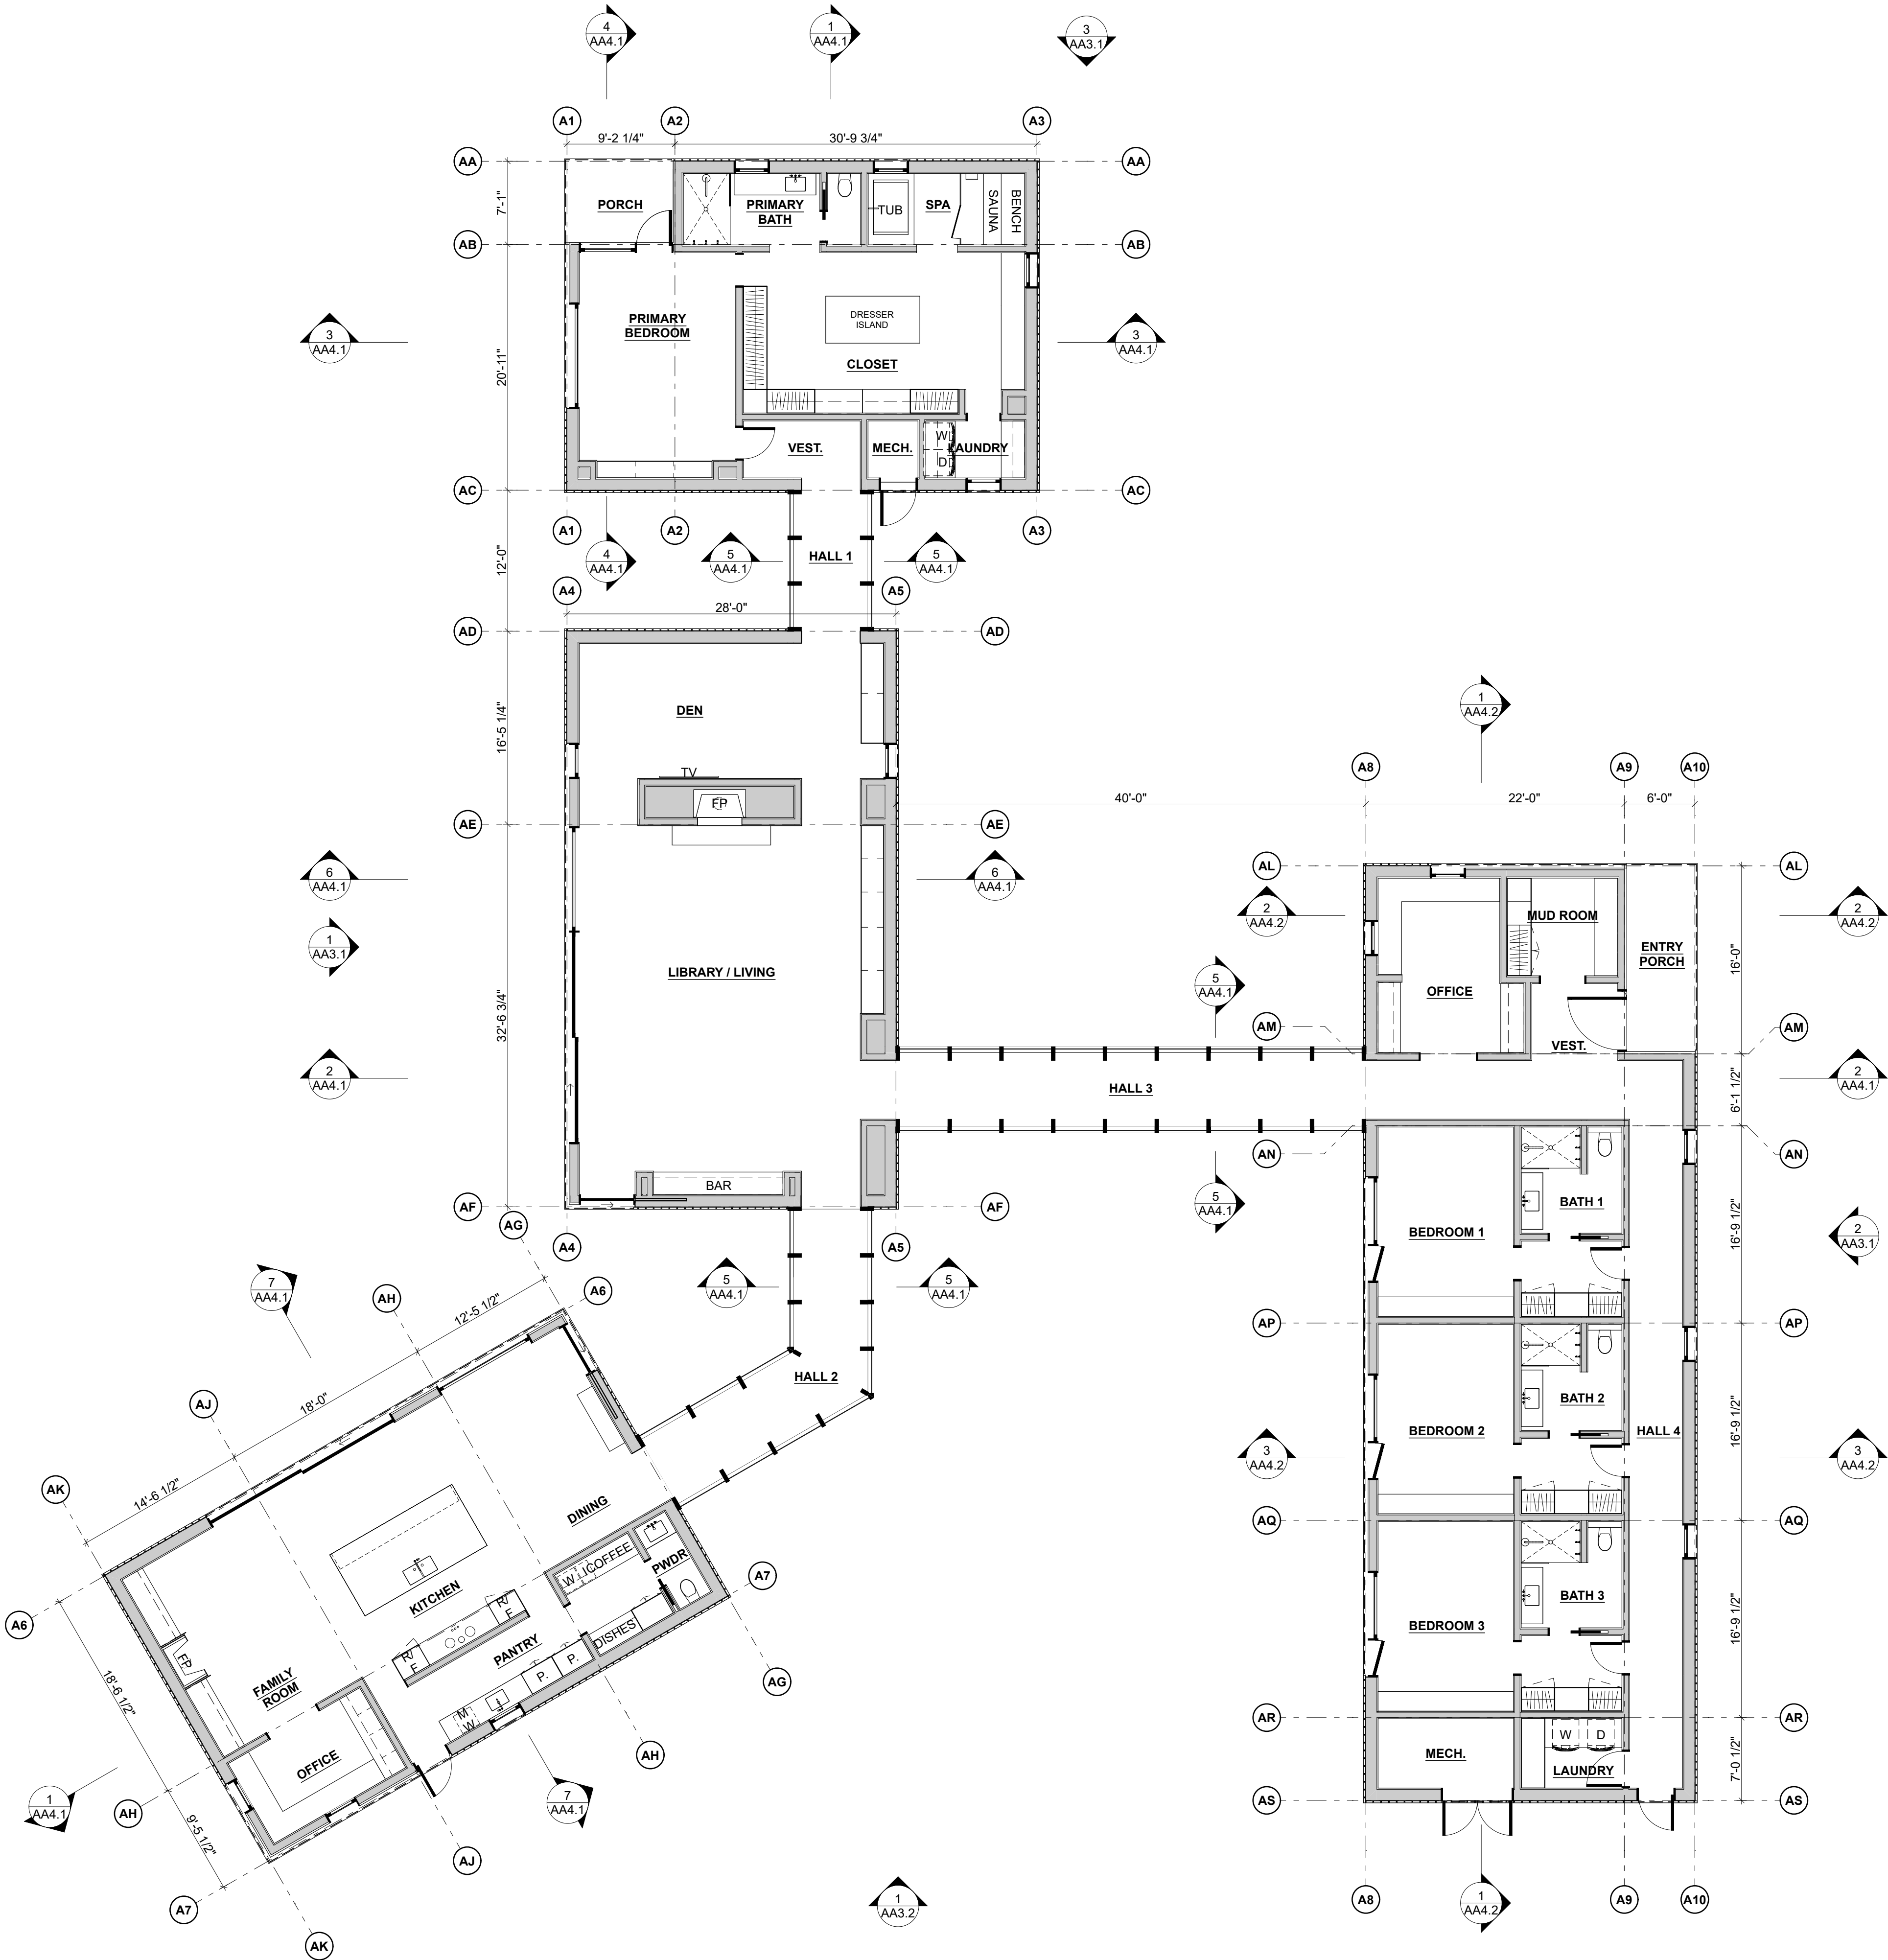 4
AA4.1
1
AA4.1
3
AA3.1
A1
A2
A3
9'-2 1/4"
30'-9 3/4"
AA
AA
7'-1"
PORCH
PRIMARY
BATH
TUB
SPA
SAUNA
BENCH
AB
AB
PRIMARY
BEDROOM
DRESSER
ISLAND
CLOSET
3
AA4.1
3
AA4.1
20'-11"
VEST.
MECH.
W
D
LAUNDRY
AC
AC
A1
A2
A3
12'-0"
4
AA4.1
5
AA4.1
HALL 1
5
AA4.1
A4
A5
28'-0"
AD
AD
DEN
16'-5 1/4"
TV
FP
1
AA4.2
A8
A9
A10
40'-0"
22'-0"
6'-0"
AE
AE
AL
AL
6
AA4.1
6
AA4.1
2
AA4.2
2
AA4.2
1
AA3.1
LIBRARY / LIVING
MUD ROOM
ENTRY
PORCH
16'-0"
OFFICE
5
AA4.1
32'-6 3/4"
AM
AM
VEST.
2
AA4.1
HALL 3
2
AA4.1
6'-1 1/2"
AN
AN
BAR
5
AA4.1
AF
AF
AG
A4
A5
BATH 1
BEDROOM 1
16'-9 1/2"
2
AA3.1
7
AA4.1
5
AA4.1
5
AA4.1
AH
12'-5 1/2"
A6
AP
AP
HALL 2
18'-0"
AJ
BATH 2
BEDROOM 2
HALL 4
16'-9 1/2"
3
AA4.2
3
AA4.2
14'-6 1/2"
AK
DINING
AQ
AQ
COFFEE
PWDR
A7
KITCHEN
R/
F
R/
F
PANTRY
DISHES
P.
P.
M
W
A6
FP
FAMILY
ROOM
18'-6 1/2"
BATH 3
BEDROOM 3
16'-9 1/2"
AG
AR
AR
W
D
MECH.
LAUNDRY
7'-0 1/2"
AH
OFFICE
1
AA4.1
AH
7
AA4.1
AS
AS
9'-5 1/2"
AJ
A7
AK
1
AA3.2
A8
1
AA4.2
A9
A10